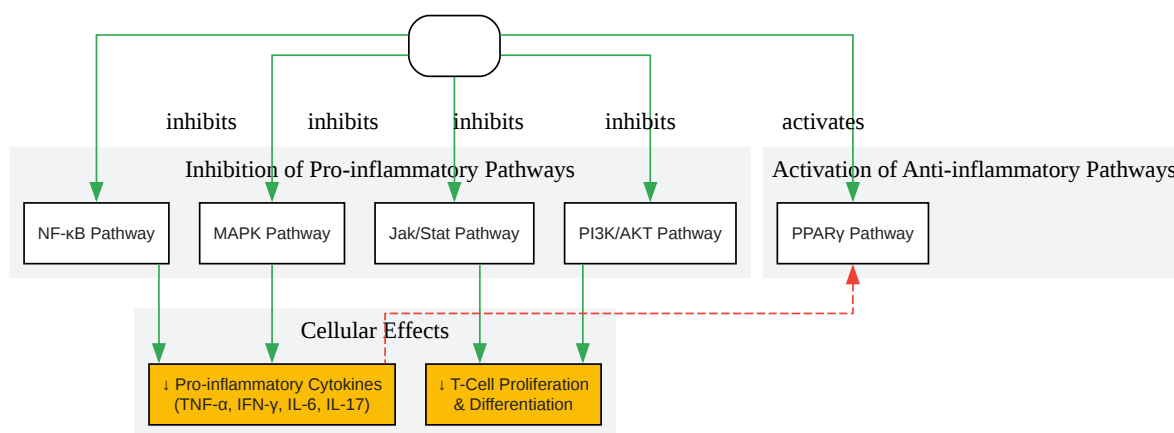 inhibits
inhibits
inhibits
inhibits
activates
Inhibition of Pro-inflammatory Pathways
Activation of Anti-inflammatory Pathways
NF-κB Pathway
MAPK Pathway
Jak/Stat Pathway
PI3K/AKT Pathway
PPARγ Pathway
Cellular Effects
↓ Pro-inflammatory Cytokines
(TNF-α, IFN-γ, IL-6, IL-17)
↓ T-Cell Proliferation
& Differentiation